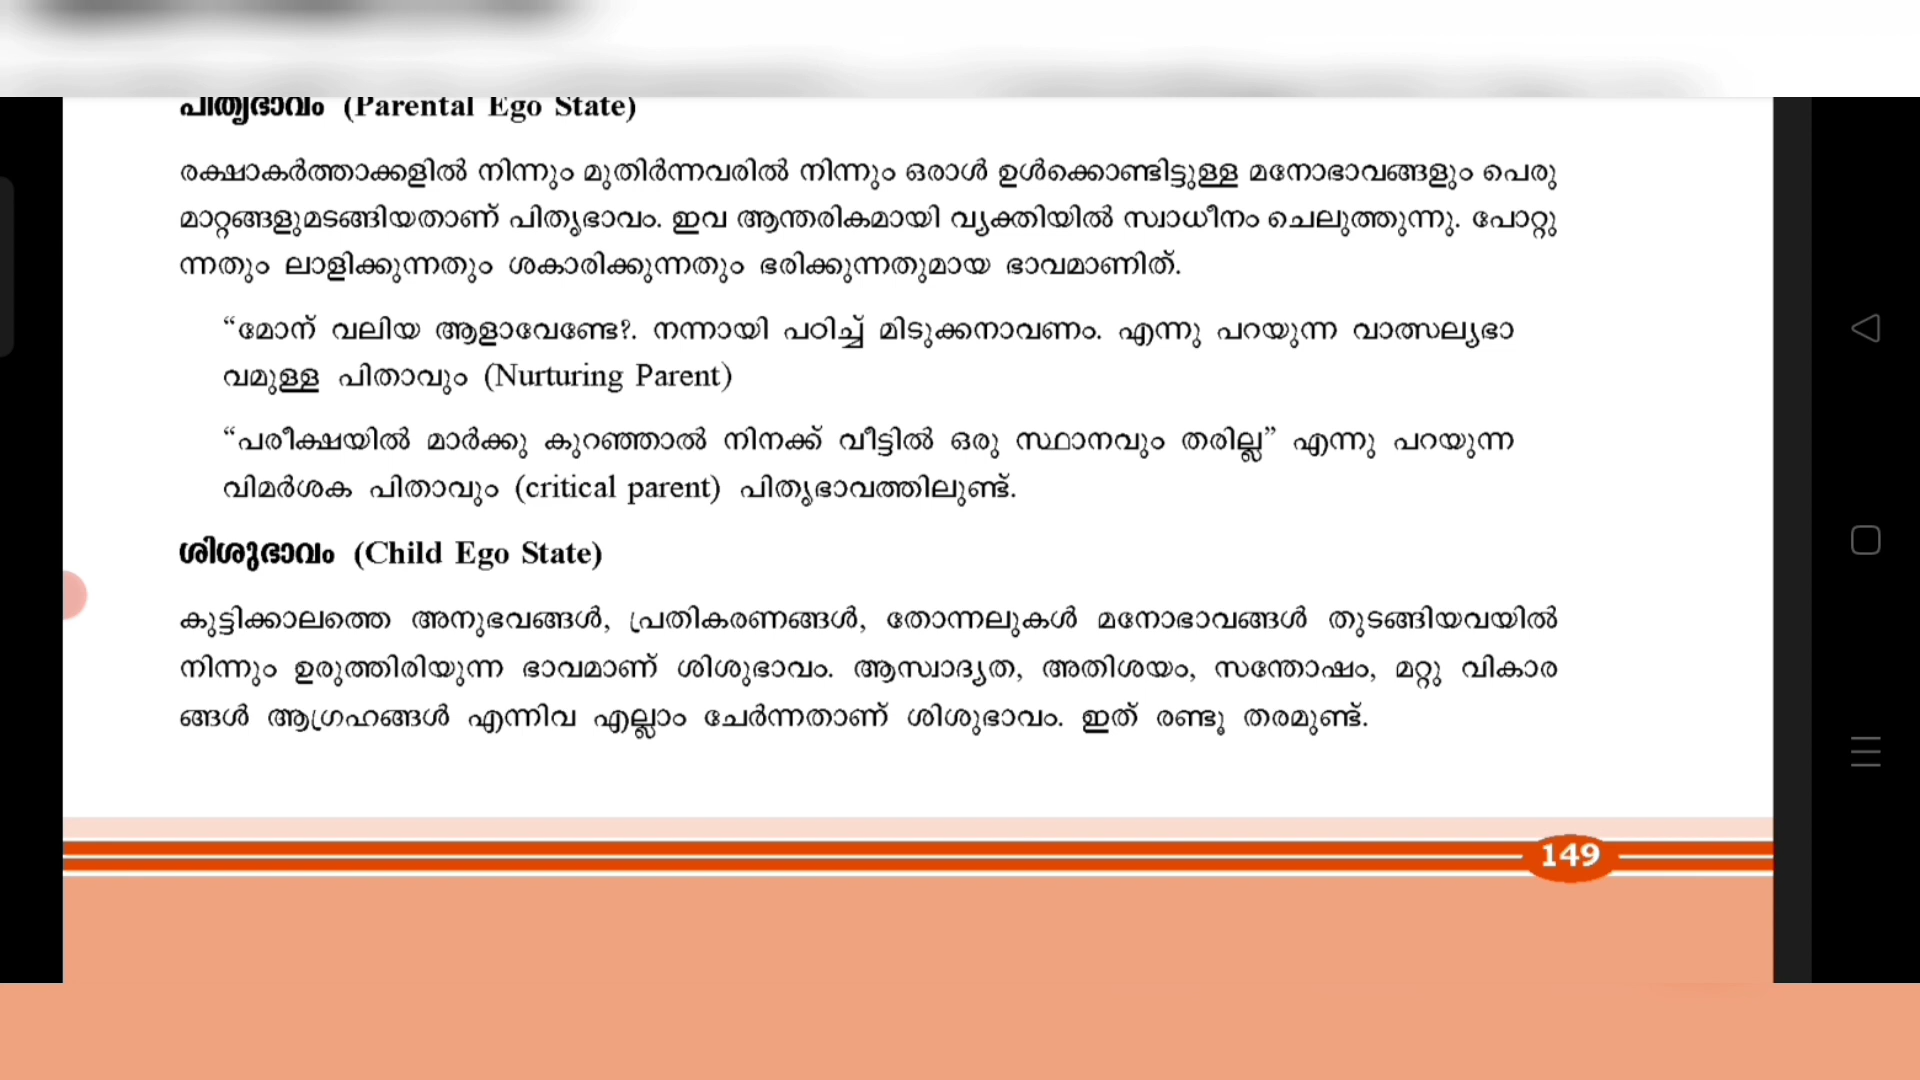 പിതൃഭാവം (Parental Ego State)
രക്ഷാകർത്താക്കളിൽ നിന്നും മുതിർന്നവരിൽ നിന്നും ഒരാൾ ഉൾക്കൊണ്ടിട്ടുള്ള മനോഭാവങ്ങളും പെരു
മാറ്റങ്ങളുമടങ്ങിയതാണ് പിതൃഭാവം. ഇവ ആന്തരികമായി വ്യക്തിയിൽ സ്വാധീനം ചെലുത്തുന്നു. പോറ്റു
ന്നതും ലാളിക്കുന്നതും ശകാരിക്കുന്നതും ഭരിക്കുന്നതുമായ ഭാവമാണിത്.
“മോന് വലിയ ആളാവേണ്ടേ?. നന്നായി പഠിച്ച് മിടുക്കനാവണം. എന്നു പറയുന്ന വാത്സല്യഭാ
വമുള്ള പിതാവും (Nurturing Parent)
“പരീക്ഷയിൽ മാർക്കു കുറഞ്ഞാൽ നിനക്ക് വീട്ടിൽ ഒരു സ്ഥാനവും തരില്ല” എന്നു പറയുന്ന
വിമർശക പിതാവും (critical parent) പിതൃഭാവത്തിലുണ്ട്.
ശിശുഭാവം (Child Ego State)
കുട്ടിക്കാലത്തെ അനുഭവങ്ങൾ, പ്രതികരണങ്ങൾ, തോന്നലുകൾ മനോഭാവങ്ങൾ തുടങ്ങിയവയിൽ
നിന്നും ഉരുത്തിരിയുന്ന ഭാവമാണ് ശിശുഭാവം. ആസ്വാദ്യത, അതിശയം, സന്തോഷം, മറ്റു വികാര
ങ്ങൾ ആഗ്രഹങ്ങൾ എന്നിവ എല്ലാം ചേർന്നതാണ് ശിശുഭാവം. ഇത് രണ്ടൂ തരമുണ്ട്.
149